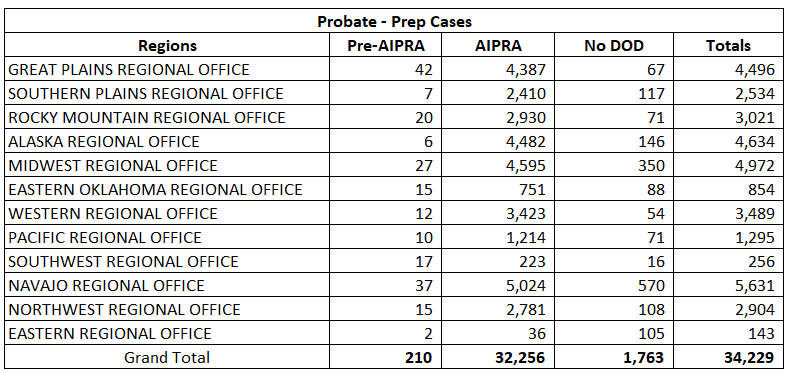 Probate - Prep Cases
Regions Pre-AIPRA AIPRA No DOD Totals
GREAT PLAINS REGIONAL OFFICE 42 4,387 67 4,496
SOUTHERN PLAINS REGIONAL OFFICE 7 2,410 117 2,534
ROCKY MOUNTAIN REGIONAL OFFICE 20 2,930 71 3,021
ALASKA REGIONAL OFFICE 6 4,482 146 4,634
MIDWEST REGIONAL OFFICE 27 4,595 350 4,972
EASTERN OKLAHOMA REGIONAL OFFICE 15 751 88 854
WESTERN REGIONAL OFFICE 12 3,423 54 3,489
PACIFIC REGIONAL OFFICE 10 1,214 71 1,295
SOUTHWEST REGIONAL OFFICE 17 223 16 256
NAVAJO REGIONAL OFFICE 37 5,024 570 5,631
NORTHWEST REGIONAL OFFICE 15 2,781 108 2,904
EASTERN REGIONAL OFFICE 2 36 105 143
Grand Total 210 32,256 1,763 34,229